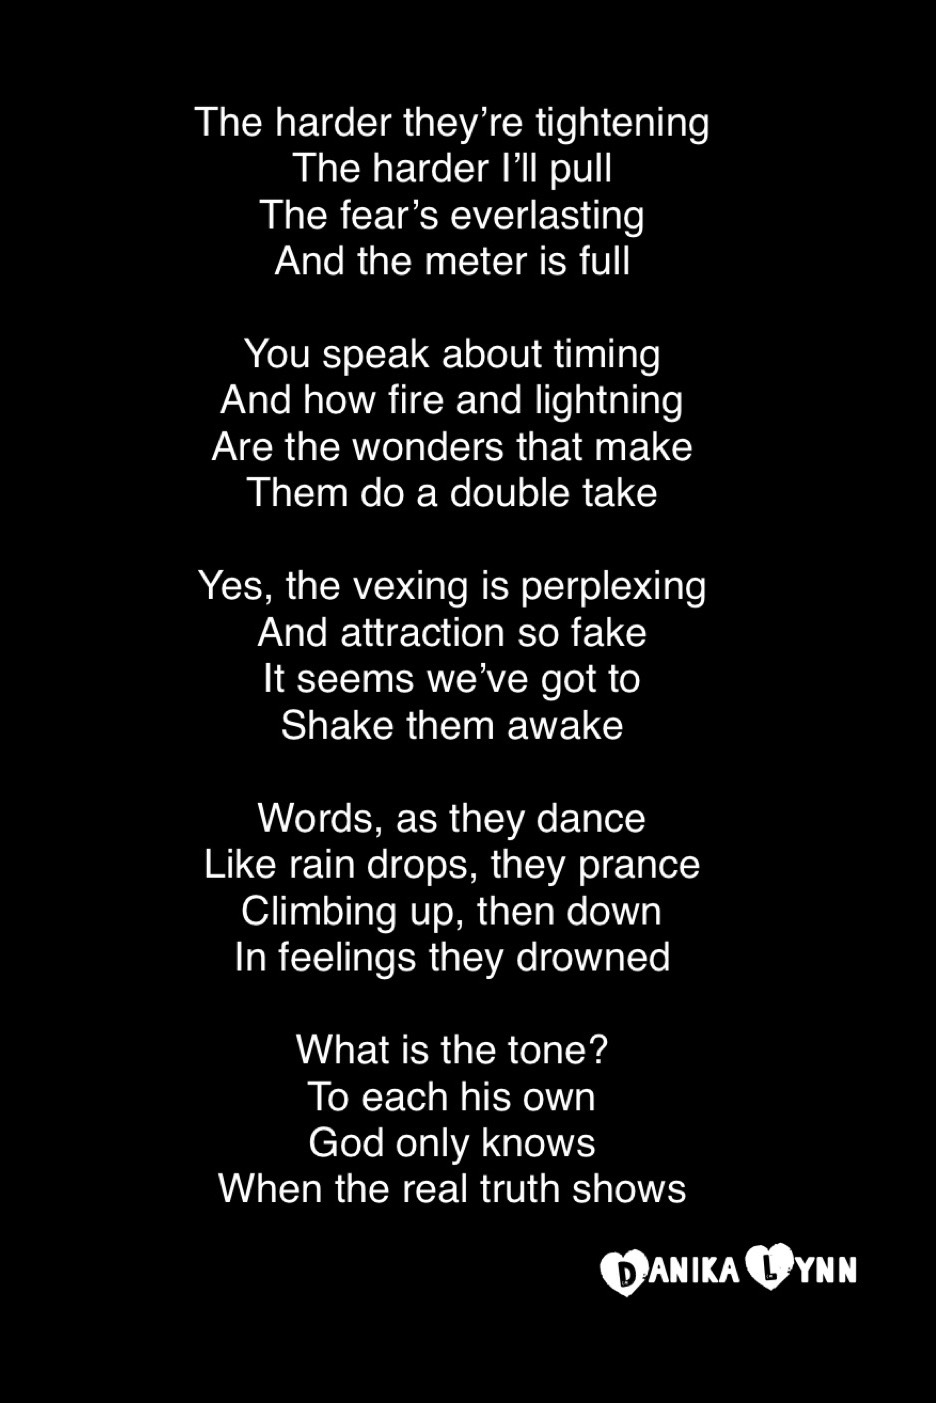 The harder they’re tightening
The harder I’ll pull
The fear’s everlasting
And the meter is full
You speak about timing
And how fire and lightning
Are the wonders that make
Them do a double take
Yes, the vexing is perplexing
And attraction so fake
It seems we’ve got to
Shake them awake
Words, as they dance
Like rain drops, they prance
Climbing up, then down
In feelings they drowned
What is the tone?
To each his own
God only knows
When the real truth shows
DANIKA LYNN